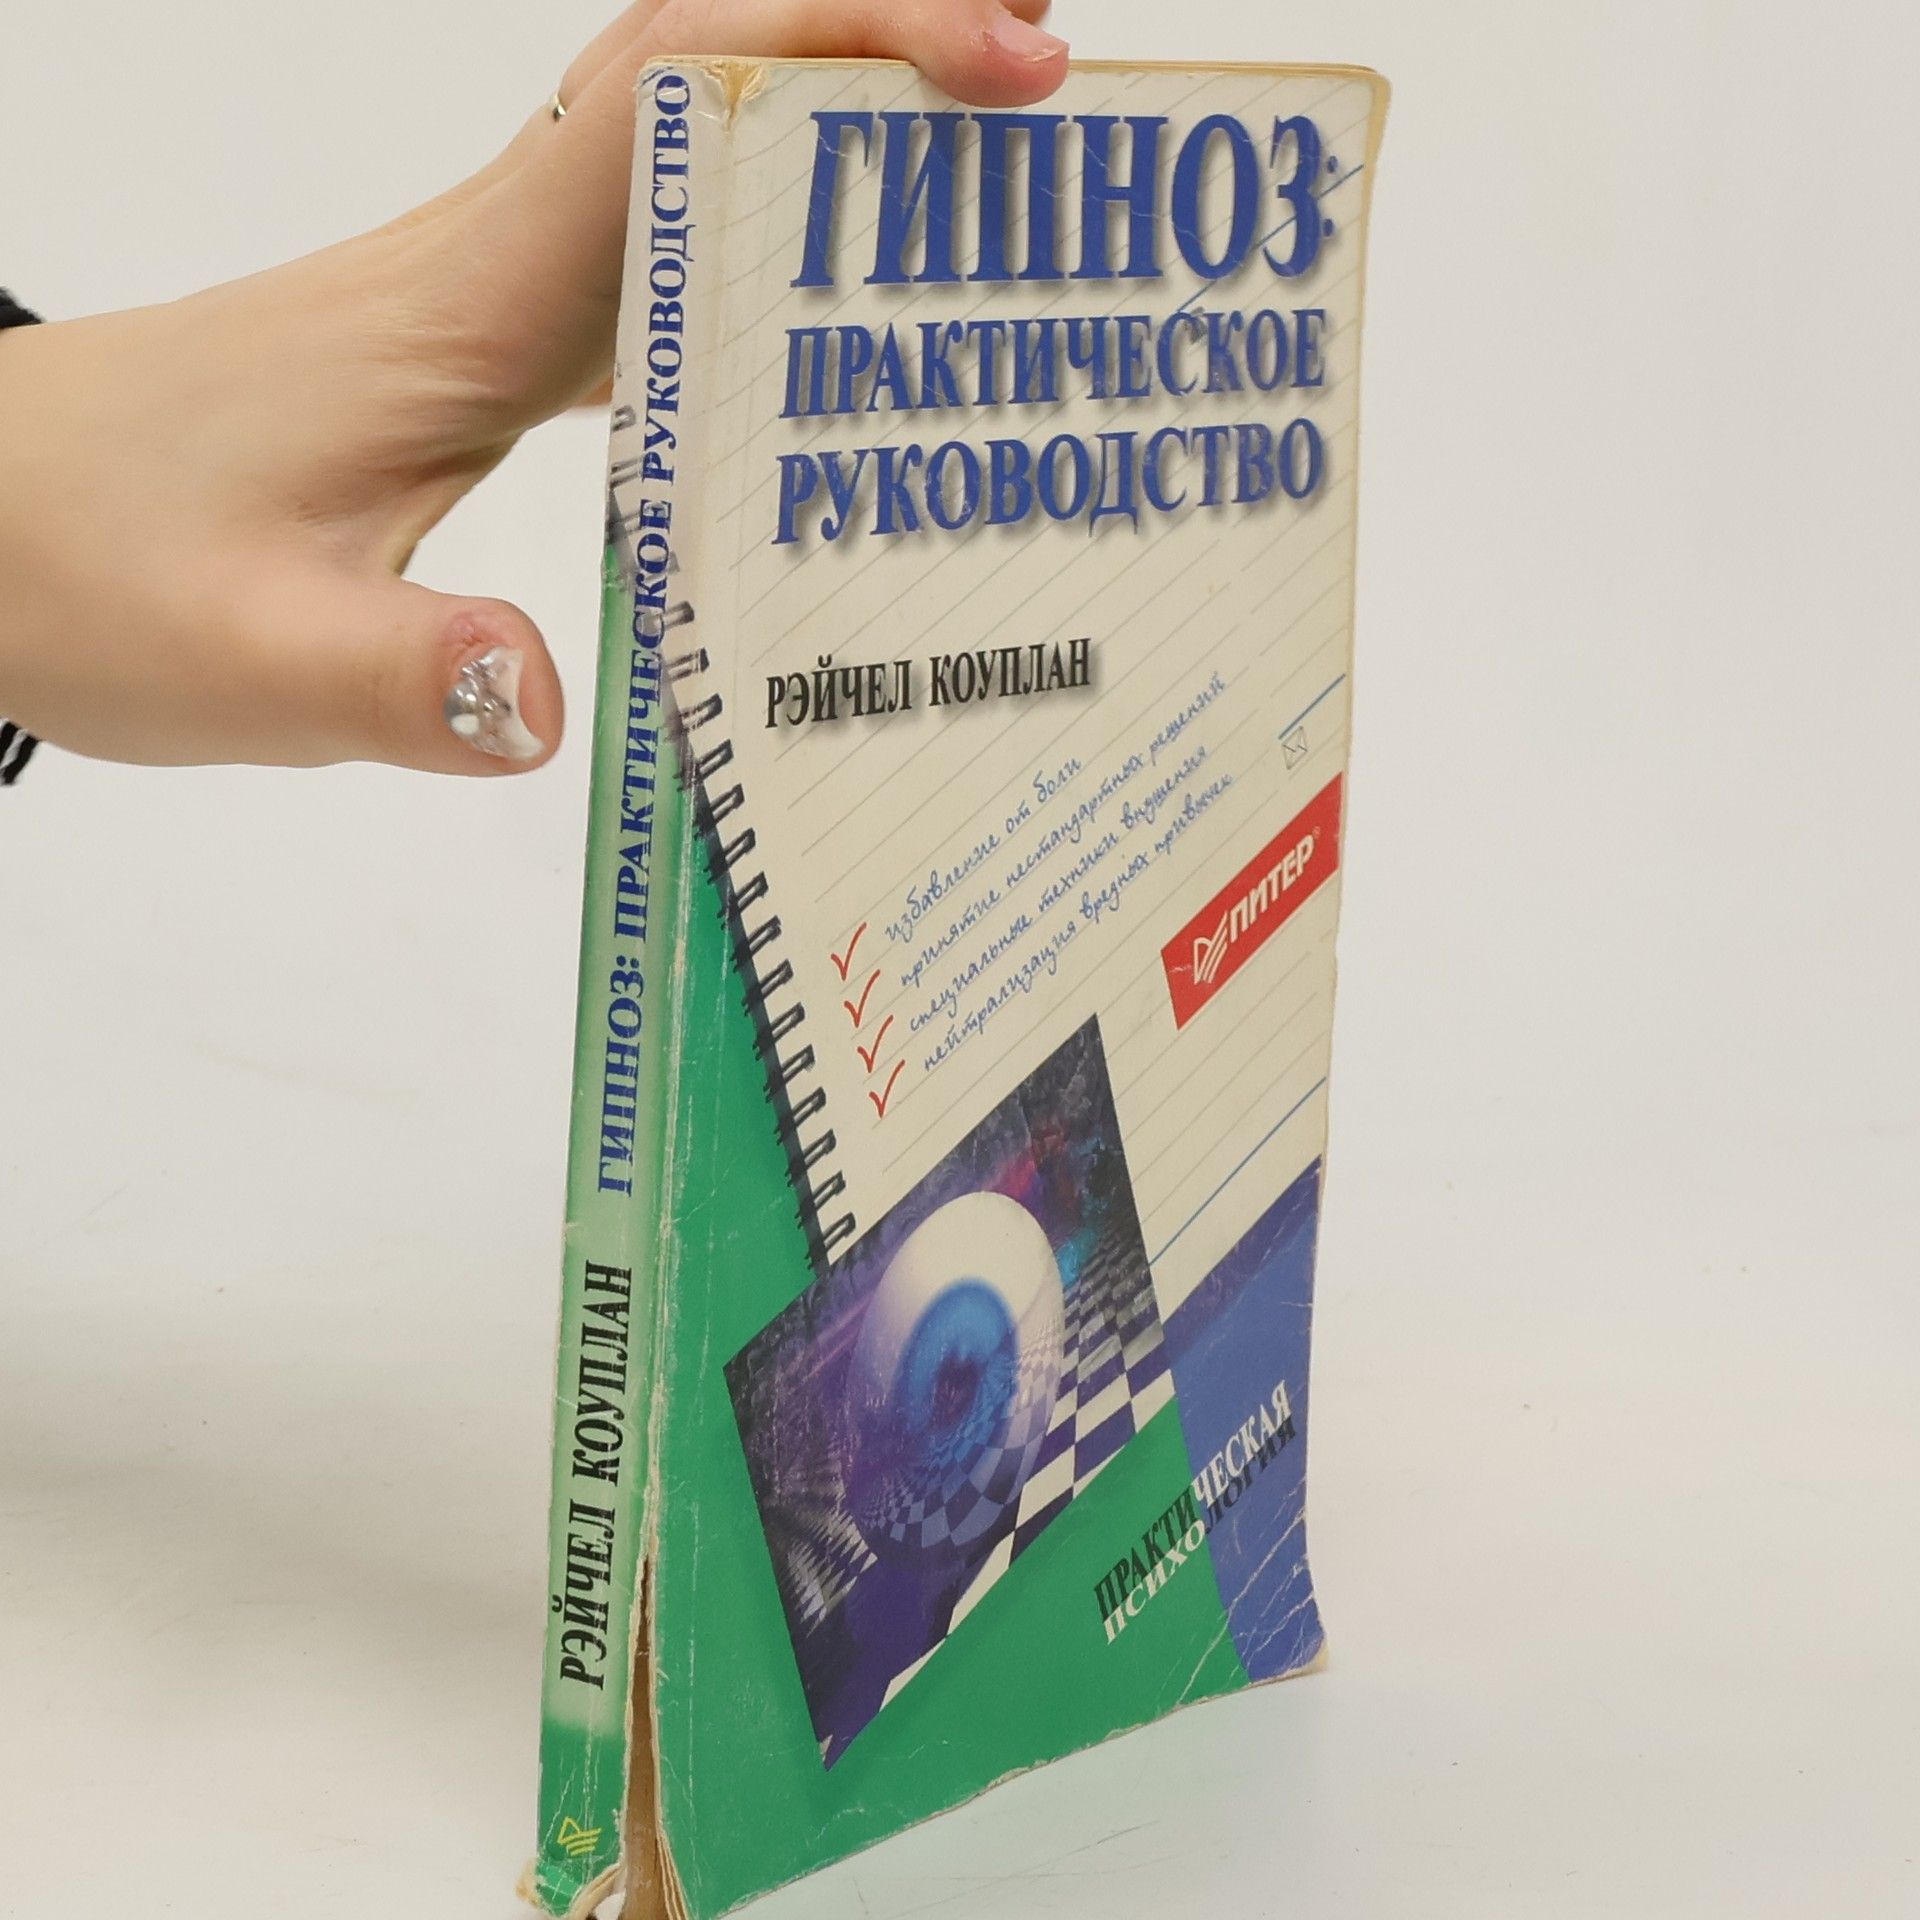 ГИПНОЗ: ПРАКТИЧЕСКОЕ РУКОВОДСТВО
РЭЙЧЕЛ КОУПЛАН
ГИПНОЗ:
ПРАКТИЧЕСКОЕ
РУКОВОДСТВО
РЭЙЧЕЛ КОУПЛАН
избавление от боли
принятие нестандартных решений
специальные техники внушения
нейтрализация вредных привычек
ПИТЕР®
ПРАКТИЧЕСКАЯ
ПСИХОЛОГИЯ